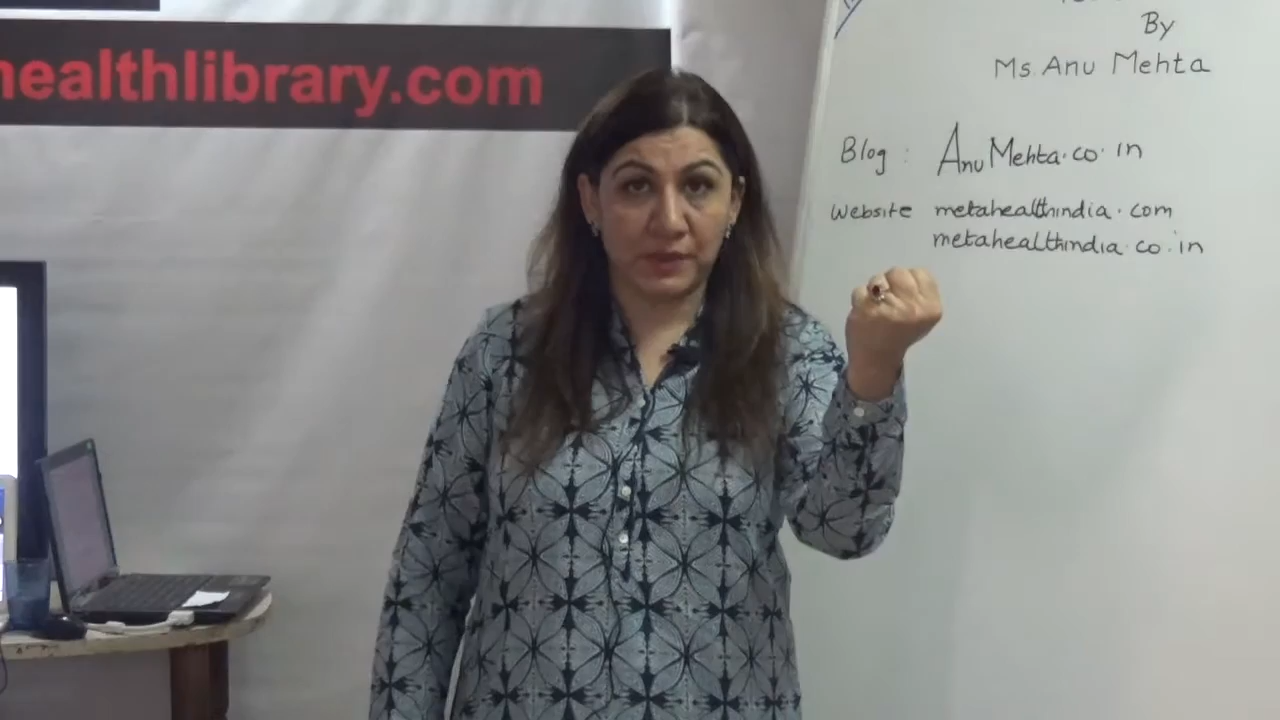 healthlibrary.com
By
Ms. Anu Mehta
Blog : AnuMehta.co.in
Website metahealthindia.com
metahealthindia.co.in